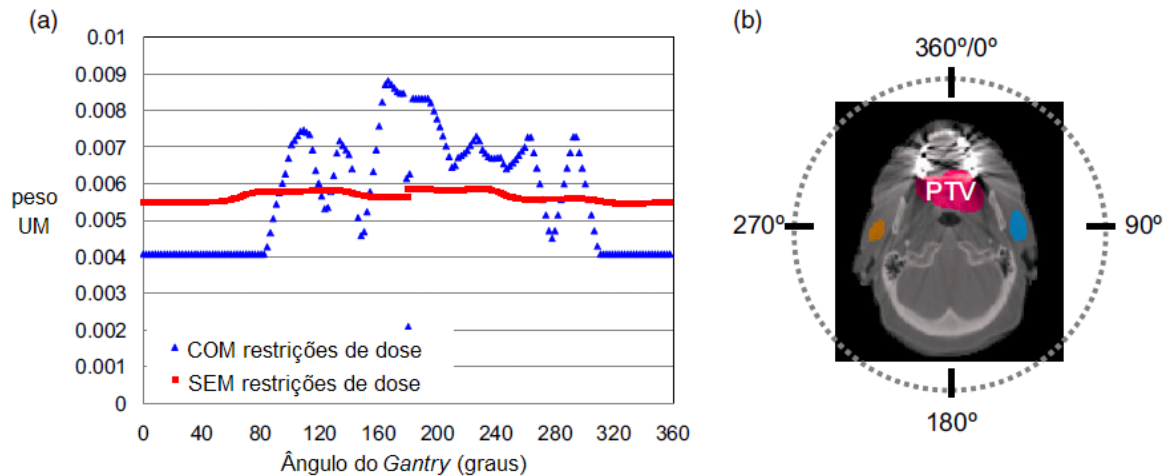 (a)
0.01
0.009
0.008
0.007
0.006
0.005
0.004
0.003
0.002
0.001
0
peso
UM
COM restrições de dose
SEM restrições de dose
0 40 80 120 160 200 240 280 320 360
Ângulo do Gantry (graus)
(b)
360º/0º
PTV
270º
90º
180º